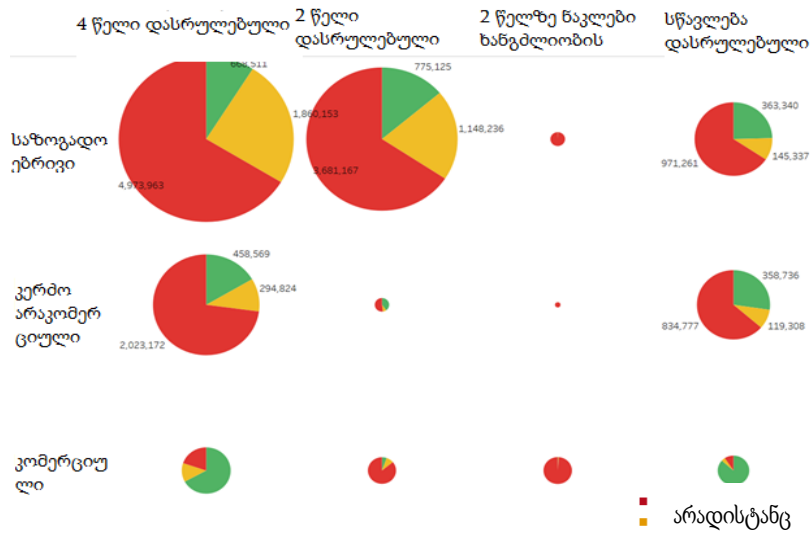 4 წელი დასრულებული
2 წელი
დასრულებული
2 წელზე ნაკლები
ხანგძლიობის
სწავლება
დასრულებული
საზოგადო
ებრივი
668,511
1,860,153
4,973,963
775,125
1,148,236
3,681,167
363,340
145,337
971,261
კერძო
არაკომერ
ციული
458,569
294,824
2,023,172
358,736
119,308
834,777
კომერციუ
ლი
არადისტანც